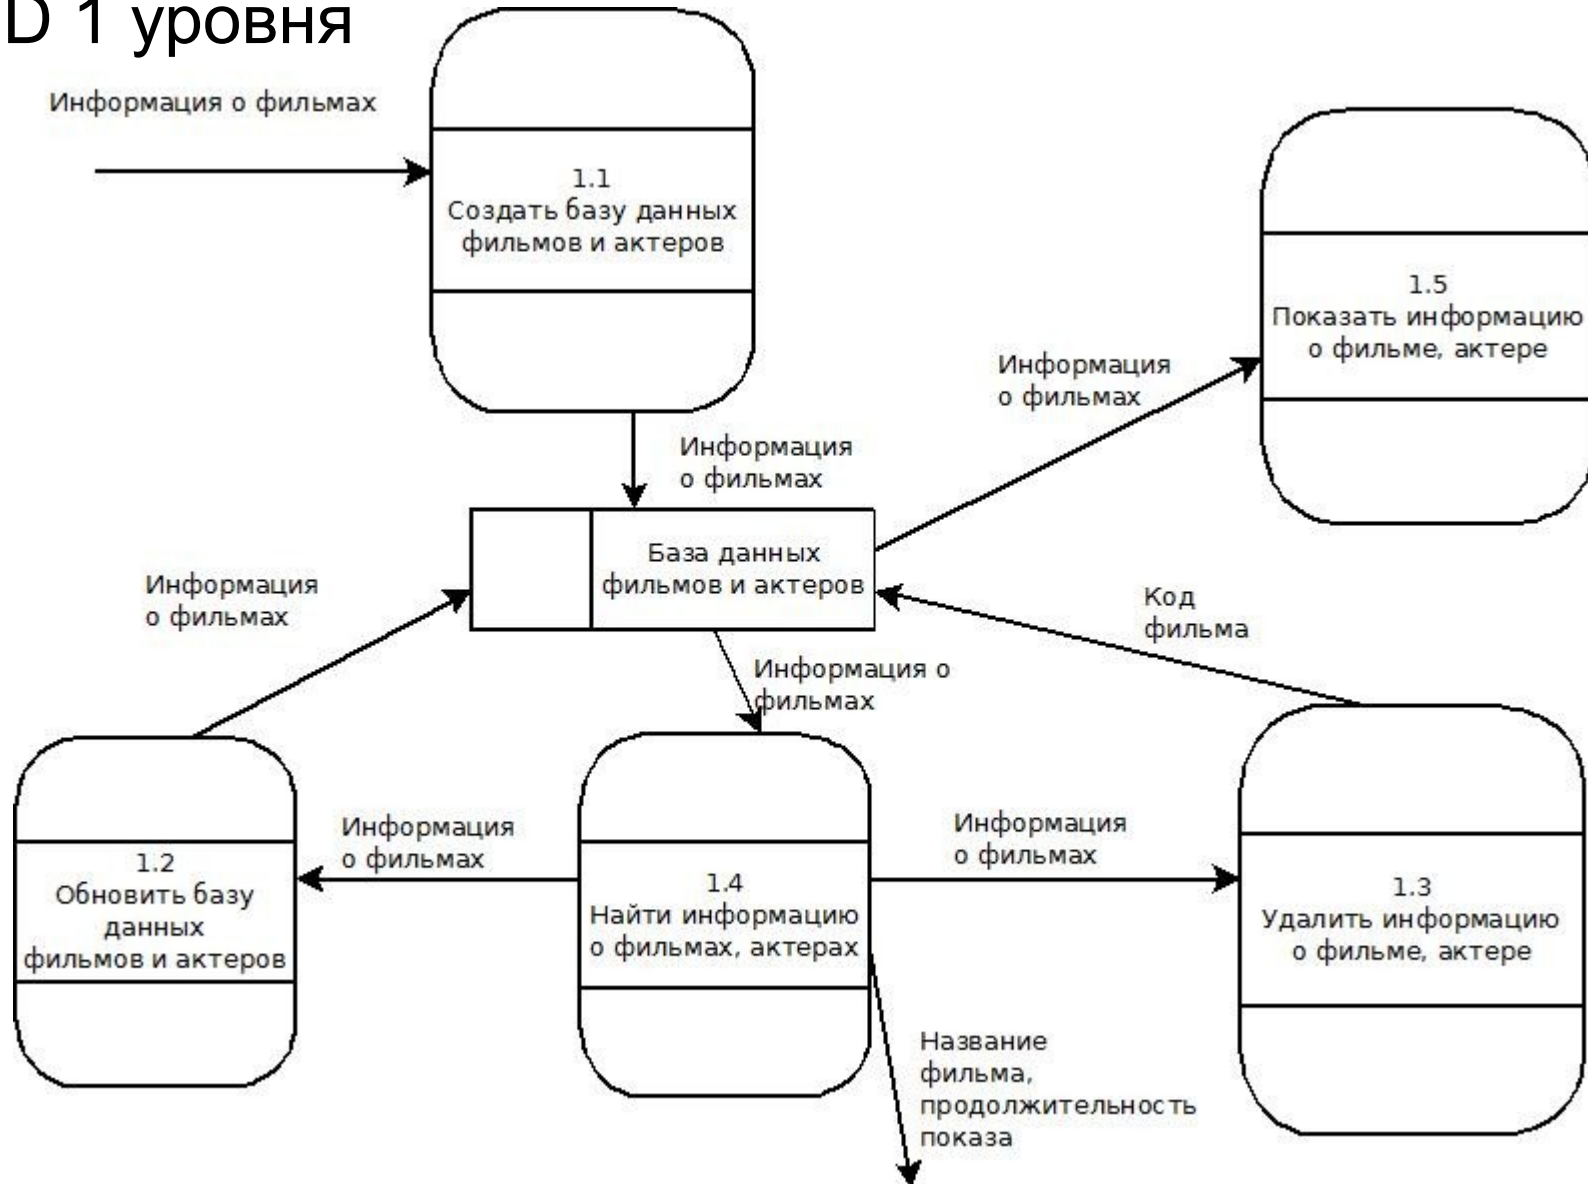 D 1 уровня
Информация о фильмах
1.1
Создать базу данных
фильмов и актеров
1.5
Показать информацию
о фильме, актере
Информация
о фильмах
Информация
о фильмах
База данных
фильмов и актеров
Информация
о фильмах
Код
фильма
Информация о
фильмах
Информация
о фильмах
Информация
о фильмах
1.2
Обновить базу
данных
фильмов и актеров
1.4
Найти информацию
о фильмах, актерах
1.3
Удалить информацию
о фильме, актере
Название
фильма,
продолжительность
показа